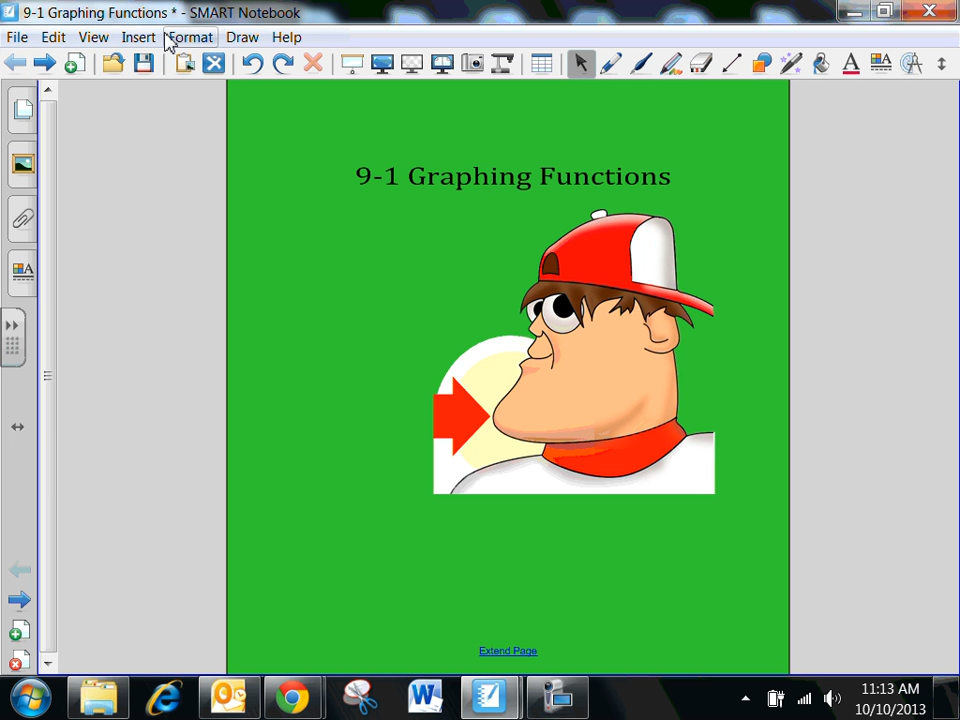 9-1 Graphing Functions * - SMART Notebook
File Edit View Insert Format Draw Help
9-1 Graphing Functions
Extend Page
11:13 AM
10/10/2013